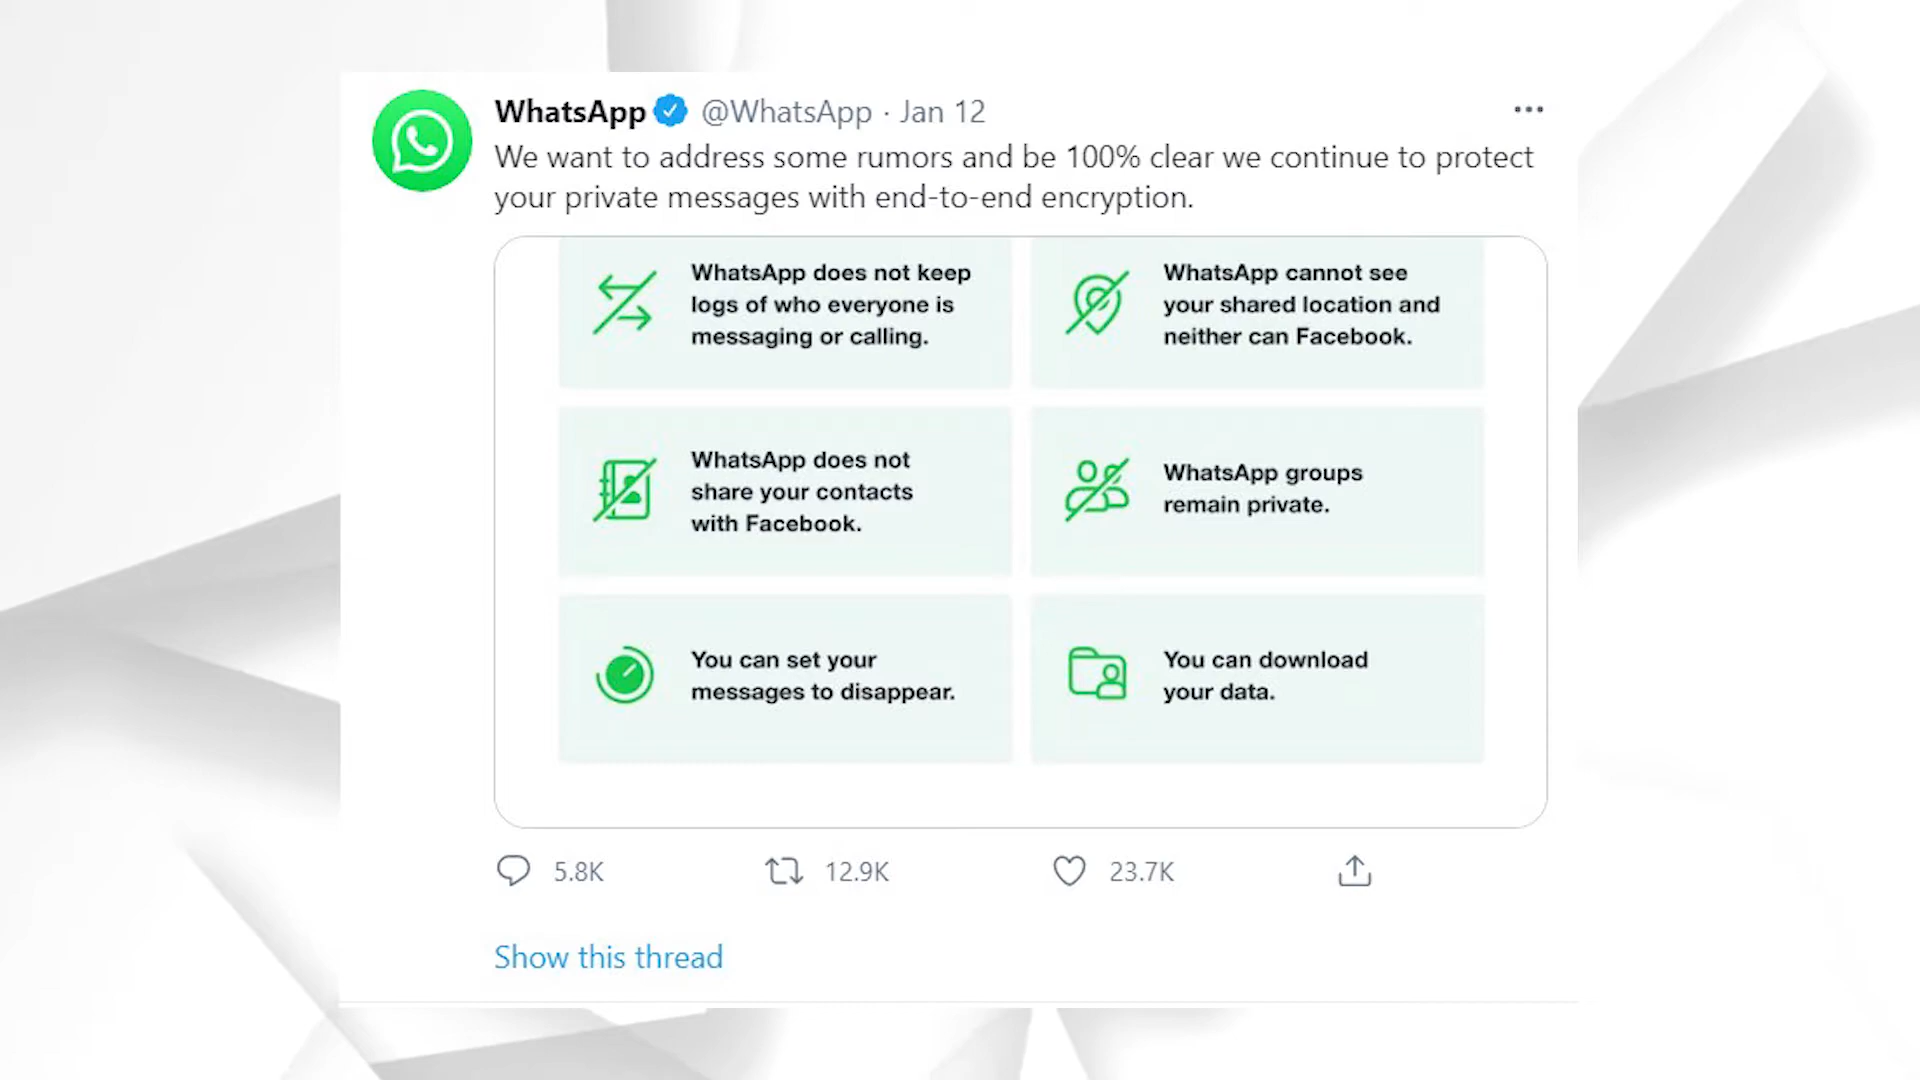 WhatsApp @WhatsApp · Jan 12
We want to address some rumors and be 100% clear we continue to protect
your private messages with end-to-end encryption.
WhatsApp does not keep
logs of who everyone is
messaging or calling.
WhatsApp cannot see
your shared location and
neither can Facebook.
WhatsApp does not
share your contacts
with Facebook.
WhatsApp groups
remain private.
You can set your
messages to disappear.
You can download
your data.
5.8K 12.9K 23.7K
Show this thread